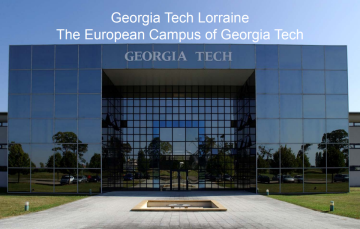 Georgia Tech Lorraine
The European Campus of Georgia Tech
GEORGIA TECH